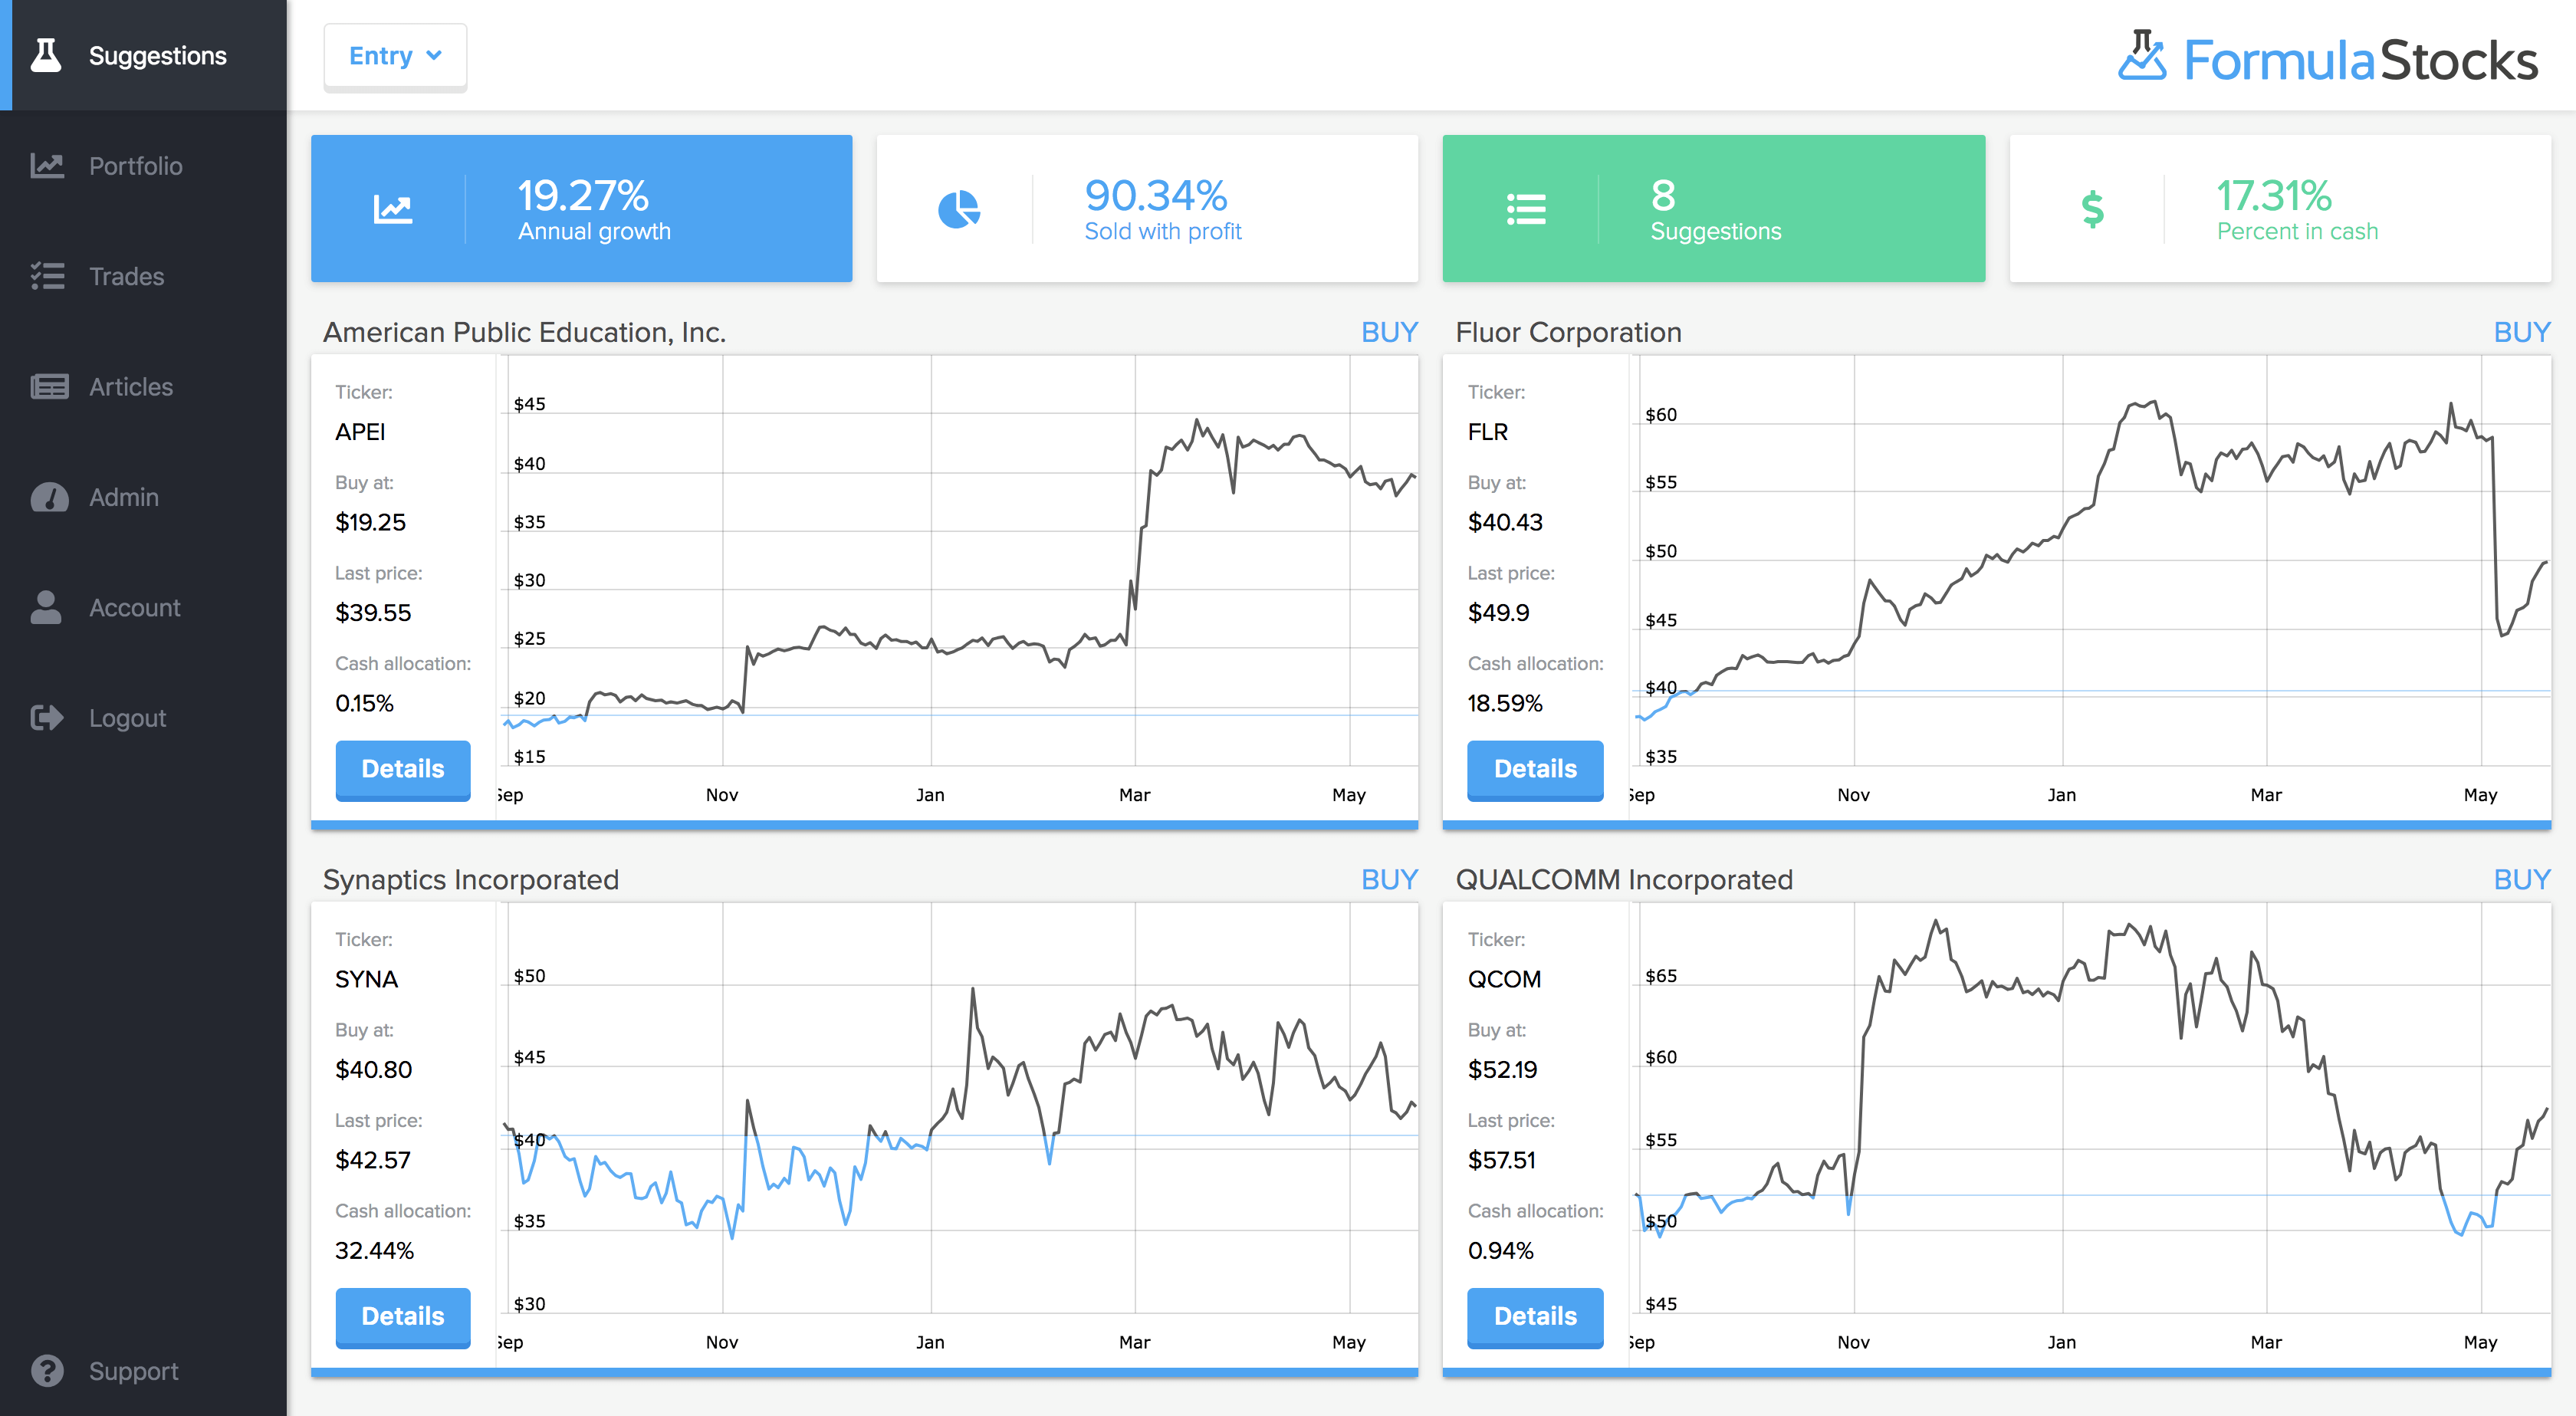 Suggestions
Portfolio
Trades
Articles
Admin
Account
Logout
Support
Entry
FormulaStocks
19.27%
Annual growth
90.34%
Sold with profit
8
Suggestions
17.31%
Percent in cash
American Public Education, Inc.
BUY
Ticker:
APEI
Buy at:
$19.25
Last price:
$39.55
Cash allocation:
0.15%
Details
$45
$40
$35
$30
$25
$20
$15
Sep Nov Jan Mar May
Fluor Corporation
BUY
Ticker:
FLR
Buy at:
$40.43
Last price:
$49.9
Cash allocation:
18.59%
Details
$60
$55
$50
$45
$40
$35
Sep Nov Jan Mar May
Synaptics Incorporated
BUY
Ticker:
SYNA
Buy at:
$40.80
Last price:
$42.57
Cash allocation:
32.44%
Details
$50
$45
$40
$35
$30
Sep Nov Jan Mar May
QUALCOMM Incorporated
BUY
Ticker:
QCOM
Buy at:
$52.19
Last price:
$57.51
Cash allocation:
0.94%
Details
$65
$60
$55
$50
$45
Sep Nov Jan Mar May